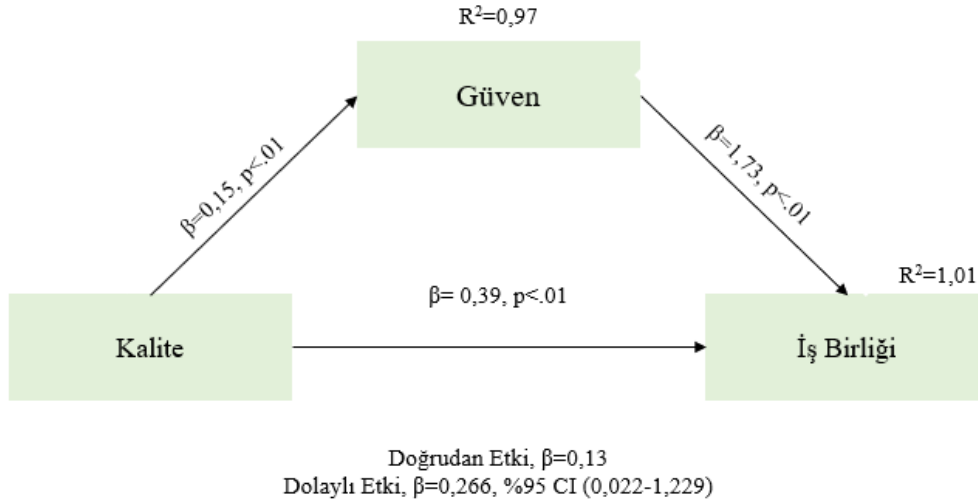 R²=0,97
Güven
β=0,15, p<.01
β=1,73, p<.01
R²=1,01
β= 0,39, p<.01
Kalite
İş Birliği
Doğrudan Etki, β=0,13
Dolaylı Etki, β=0,266, %95 CI (0,022-1,229)